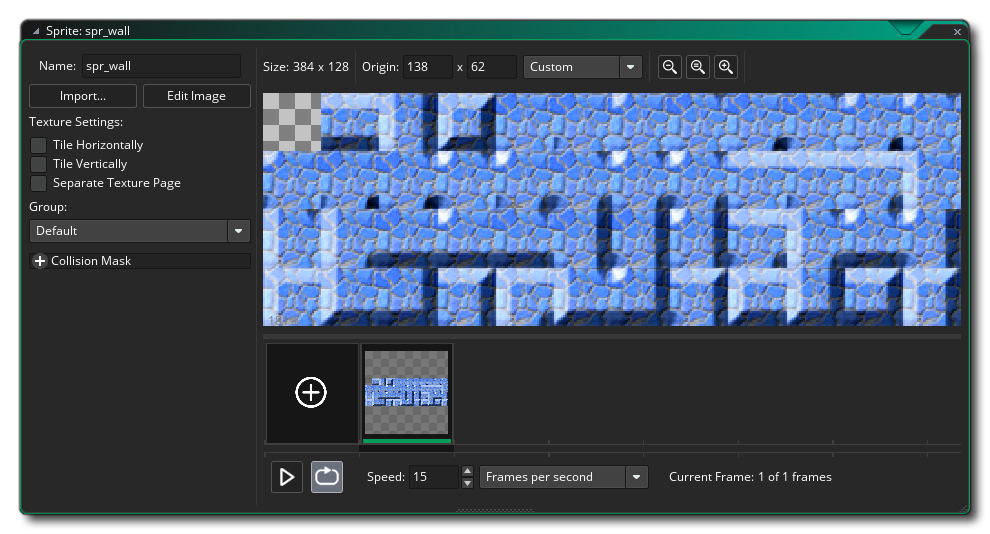 Sprite: spr_wall
Name: spr_wall
Size: 384 x 128 Origin: 138 x 62 Custom
Import... Edit Image
Texture Settings:
Tile Horizontally
Tile Vertically
Separate Texture Page
Group:
Default
Collision Mask
Speed: 15 Frames per second Current Frame: 1 of 1 frames